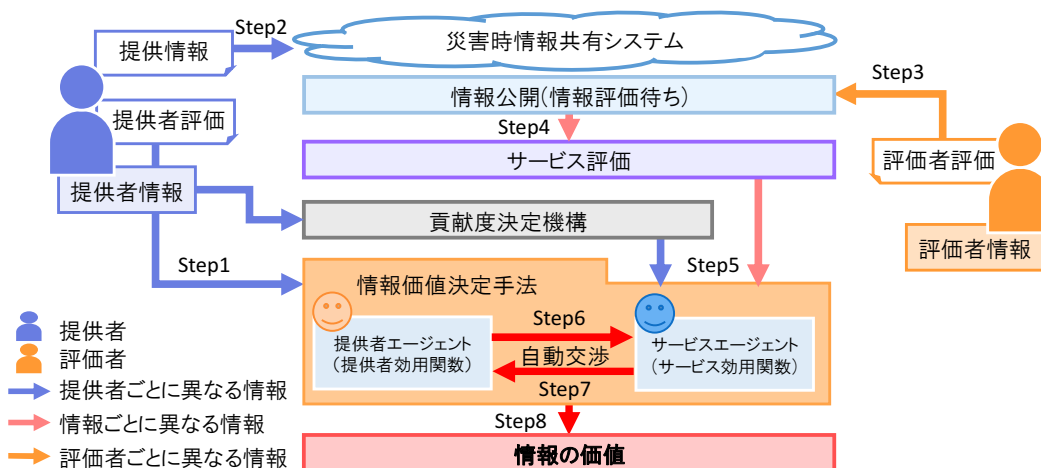 提供情報
Step2
災害時情報共有システム
Step3
情報公開(情報評価待ち)
提供者評価
Step4
サービス評価
評価者評価
提供者情報
貢献度決定機構
評価者情報
Step1
Step5
情報価値決定手法
Step6
提供者エージェント
(提供者効用関数)
サービスエージェント
(サービス効用関数)
自動交渉
Step7
Step8
情報の価値
提供者
評価者
提供者ごとに異なる情報
情報ごとに異なる情報
評価者ごとに異なる情報